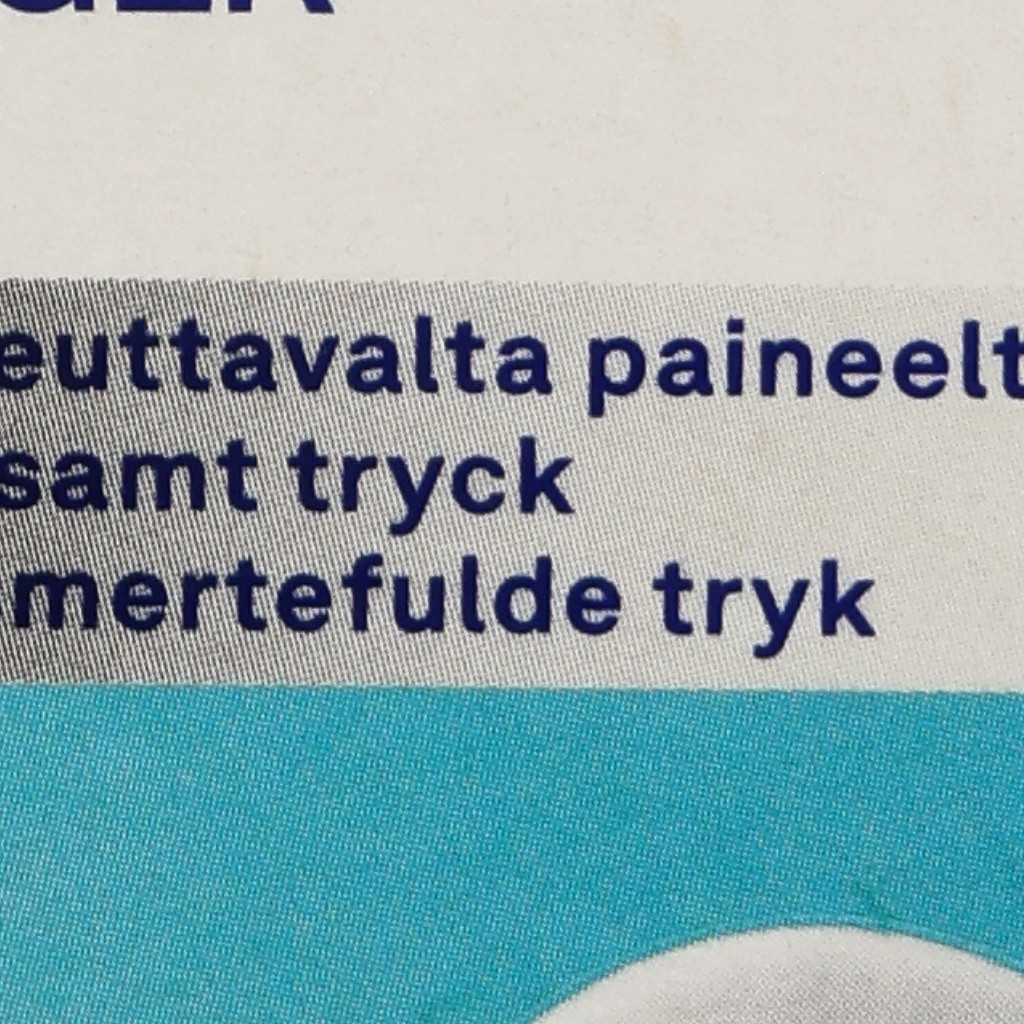 euttavalta paineelt
samt tryck
mertefulde tryk